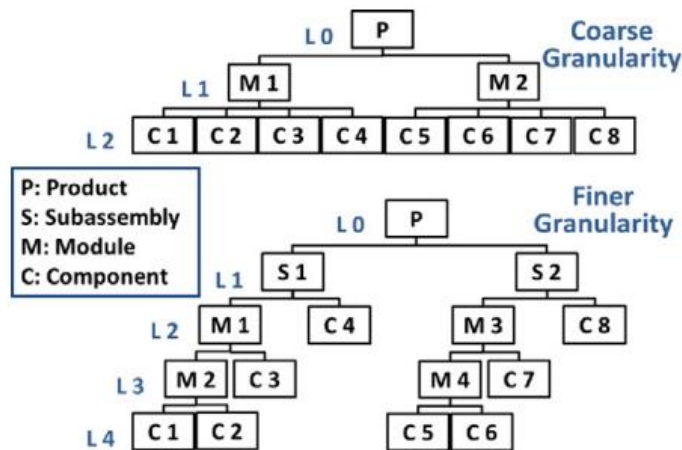 L 0 P Coarse
Granularity
L 1 M 1 M 2
L 2 C 1 C 2 C 3 C 4 C 5 C 6 C 7 C 8
P: Product
S: Subassembly
M: Module
C: Component
Finer
Granularity
L 0 P
L 1 S 1 S 2
L 2 M 1 C 4 M 3 C 8
L 3 M 2 C 3 M 4 C 7
L 4 C 1 C 2 C 5 C 6